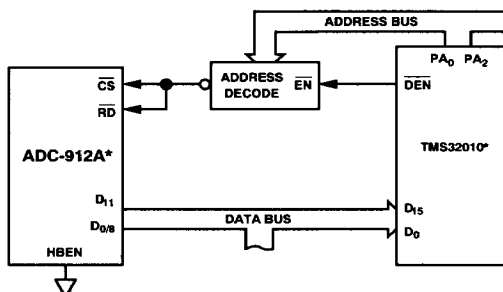 ADDRESS BUS
PA0 PA2
CS
RD
ADDRESS
DECODE
EN
DEN
ADC-912A*
TMS32010*
D11
D0/8
DATA BUS
D15
D0
HBEN